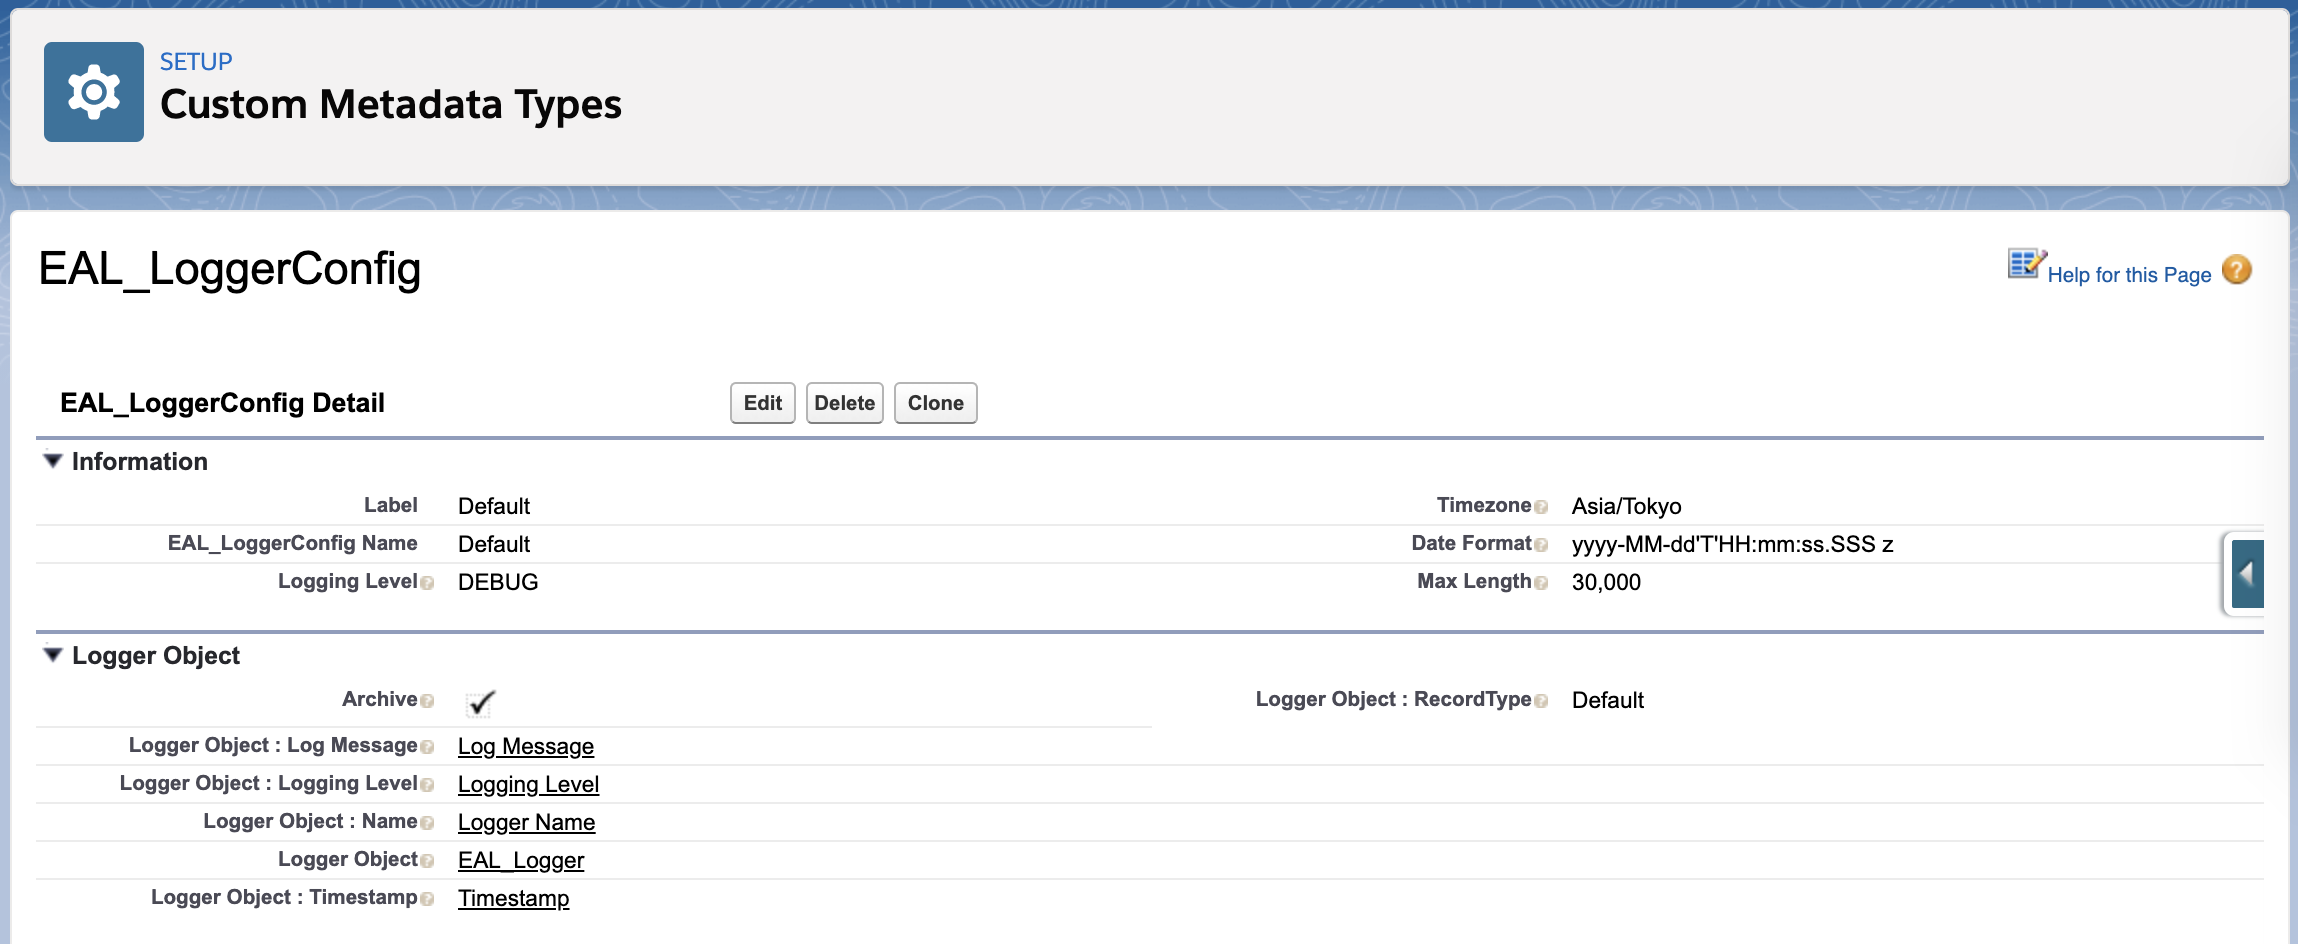 SETUP
Custom Metadata Types
EAL_LoggerConfig
Help for this Page ?
EAL_LoggerConfig Detail
Edit Delete Clone
Information
Label Default Timezone ? Asia/Tokyo
EAL_LoggerConfig Name Default Date Format ? yyyy-MM-dd'T'HH:mm:ss.SSS z
Logging Level ? DEBUG Max Length ? 30,000
Logger Object
Archive ? Logger Object : RecordType ? Default
Logger Object : Log Message ? Log Message
Logger Object : Logging Level ? Logging Level
Logger Object : Name ? Logger Name
Logger Object ? EAL_Logger
Logger Object : Timestamp ? Timestamp